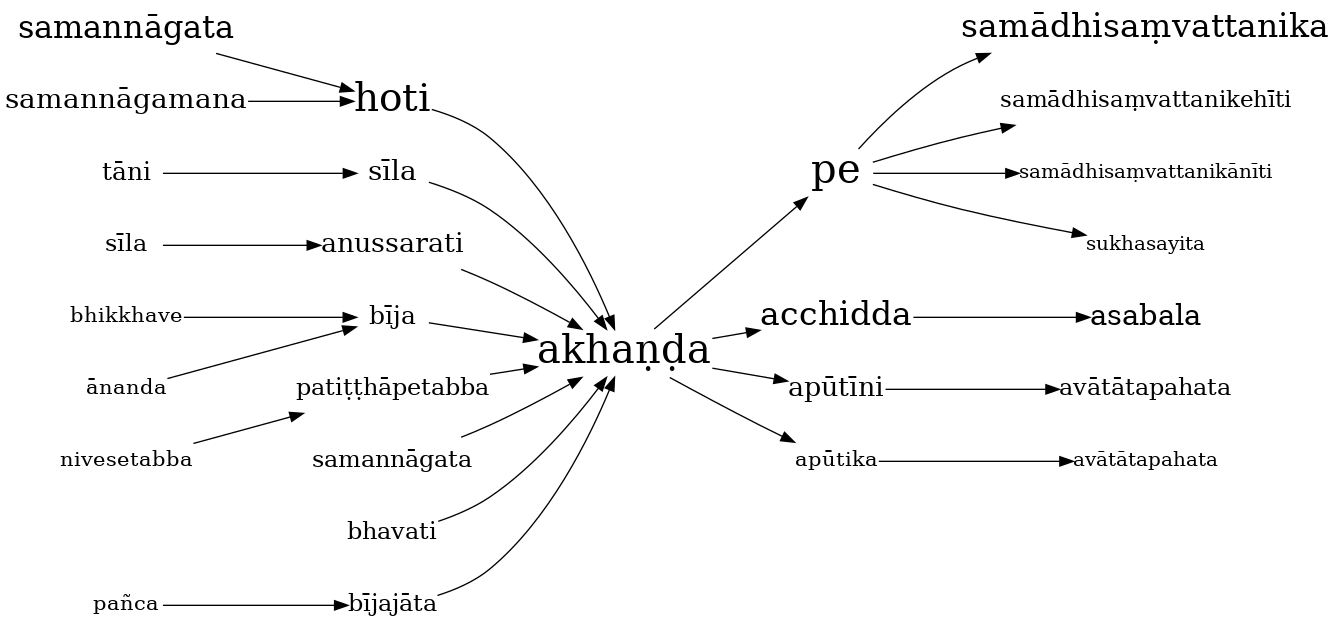 samannāgata
samannāgamana
tāni
sīla
bhikkhave
ānanda
nivesetabba
pañca
hoti
sīla
anussarati
bīja
patiṭṭhāpetabba
samannāgata
bhavati
bījajāta
akhaṇḍa
pe
acchidda
apūtīni
apūtika
samādhisaṃvattanika
samādhisaṃvattanikehīti
samādhisaṃvattanikānīti
sukhasayita
asabala
avātātapahata
avātātapahata